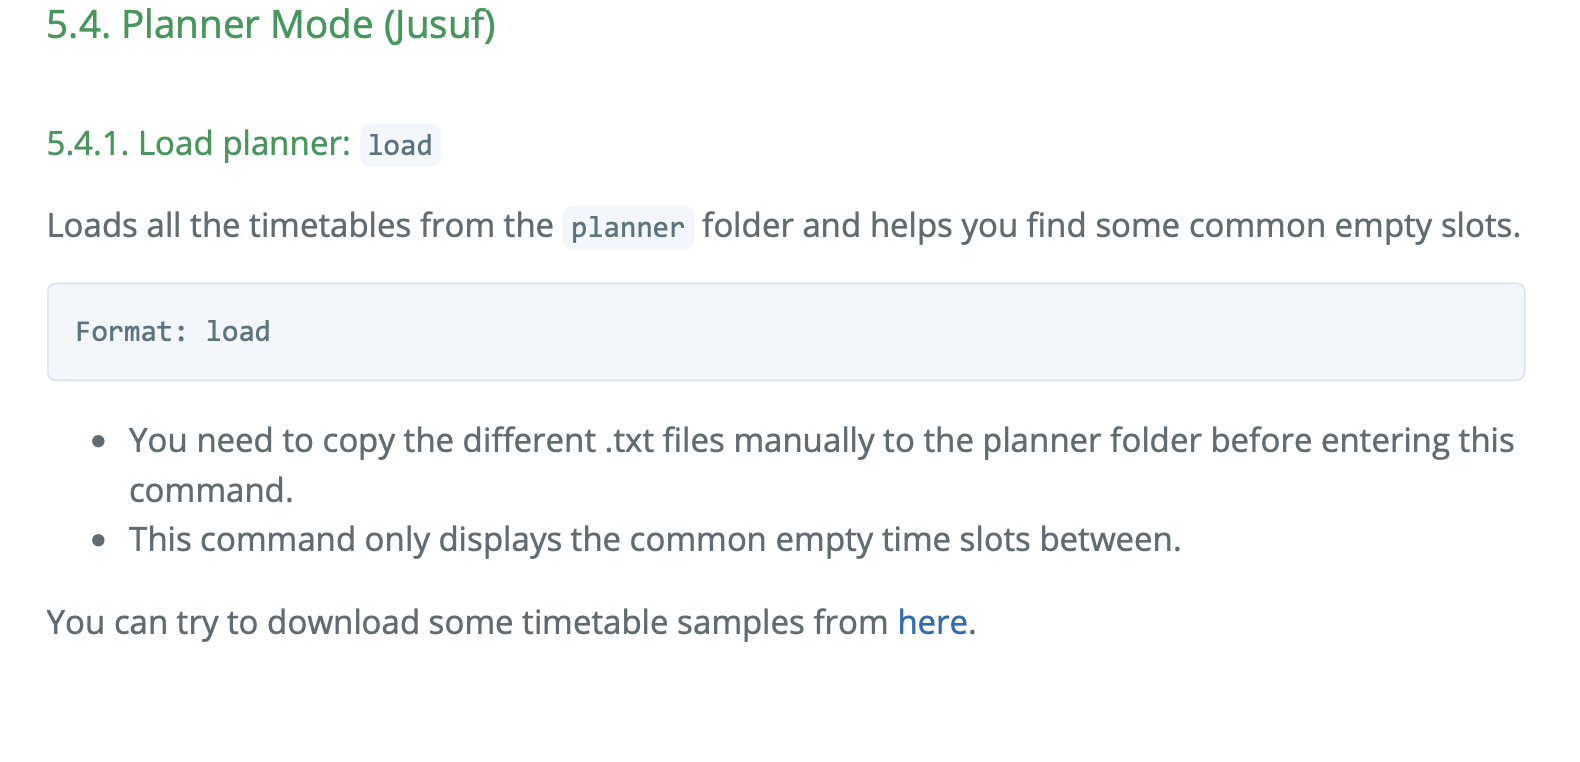 5.4. Planner Mode (Jusuf)
5.4.1. Load planner: load
Loads all the timetables from the planner folder and helps you find some common empty slots.
Format: load
• You need to copy the different .txt files manually to the planner folder before entering this
command.
• This command only displays the common empty time slots between.
You can try to download some timetable samples from here.